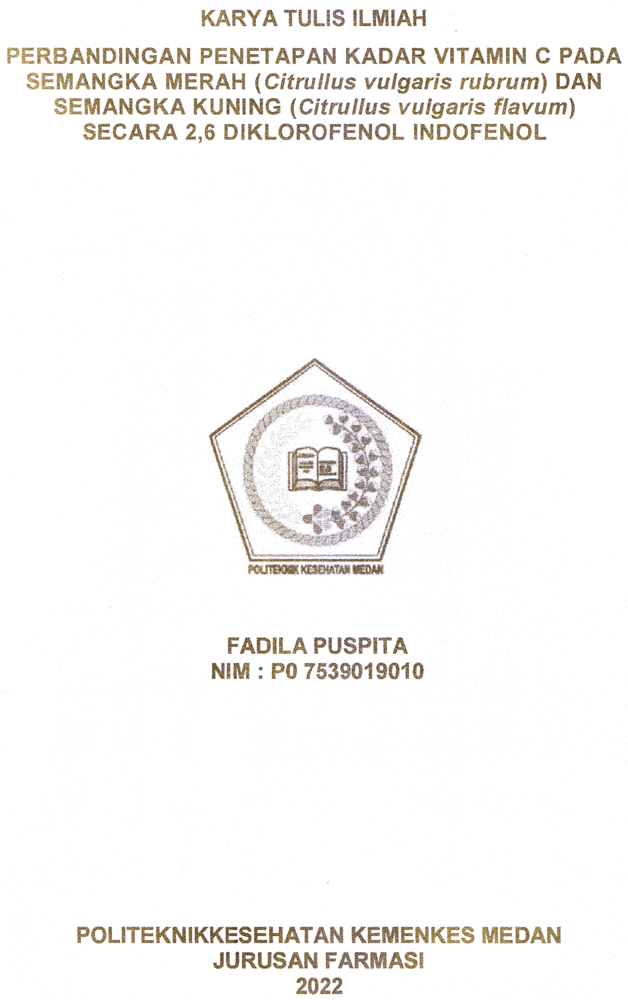 KARYA TULIS ILMIAH
PERBANDINGAN PENETAPAN KADAR VITAMIN C PADA
SEMANGKA MERAH (Citrullus vulgaris rubrum) DAN
SEMANGKA KUNING (Citrullus vulgaris flavum)
SECARA 2,6 DIKLOROFENOL INDOFENOL
POLITEKNIK KESEHATAN MEDAN
FADILA PUSPITA
NIM : P0 7539019010
POLITEKNIKKESEHATAN KEMENKES MEDAN
JURUSAN FARMASI
2022